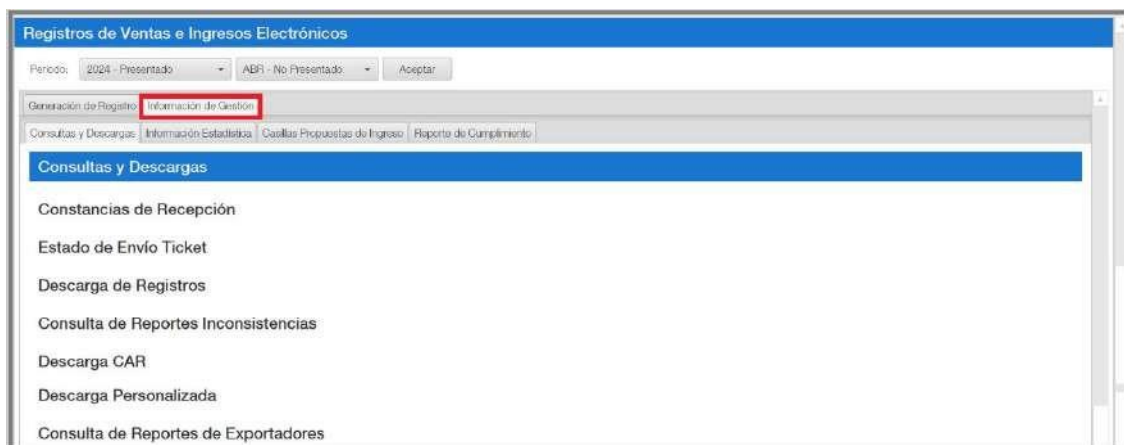 Registros de Ventas e Ingresos Electrónicos
Periodo: 2024 - Presentado ABR - No Presentado Aceptar
Generación de Registro Información de Gestión
Consultas y Descargas Información Estadística Casillas Propuestas de Ingreso Reporte de Cumplimiento
Consultas y Descargas
Constancias de Recepción
Estado de Envío Ticket
Descarga de Registros
Consulta de Reportes Inconsistencias
Descarga CAR
Descarga Personalizada
Consulta de Reportes de Exportadores